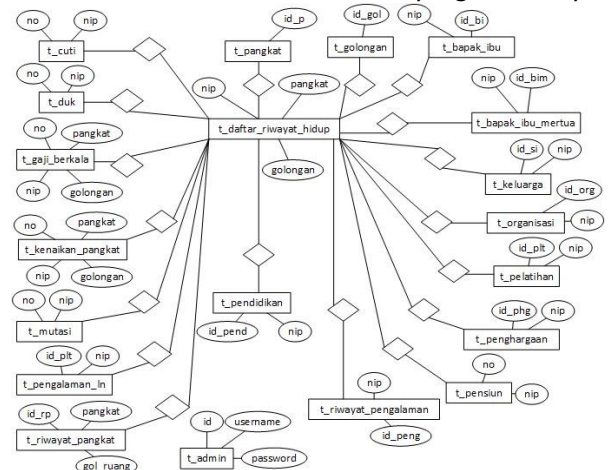 no
nip
t_cuti
no
nip
t_duk
no
pangkat
t_gaji_berkala
nip
golongan
no
pangkat
t_kenaikan_pangkat
nip
golongan
no
nip
t_mutasi
id_plt
nip
t_pengalaman_ln
id_rp
pangkat
t_riwayat_pangkat
gol_ruang
id_p
t_pangkat
id_gol
t_golongan
nip
id_bi
t_bapak_ibu
nip
pangkat
t_daftar_riwayat_hidup
golongan
nip
id_bim
t_bapak_ibu_mertua
id_si
nip
t_keluarga
id_org
t_organisasi
nip
id_plt
nip
t_pelatihan
id_phg
nip
t_penghargaan
no
t_pensiun
nip
t_pendidikan
id_pend
nip
nip
t_riwayat_pengalaman
id_peng
id
username
t_admin
password